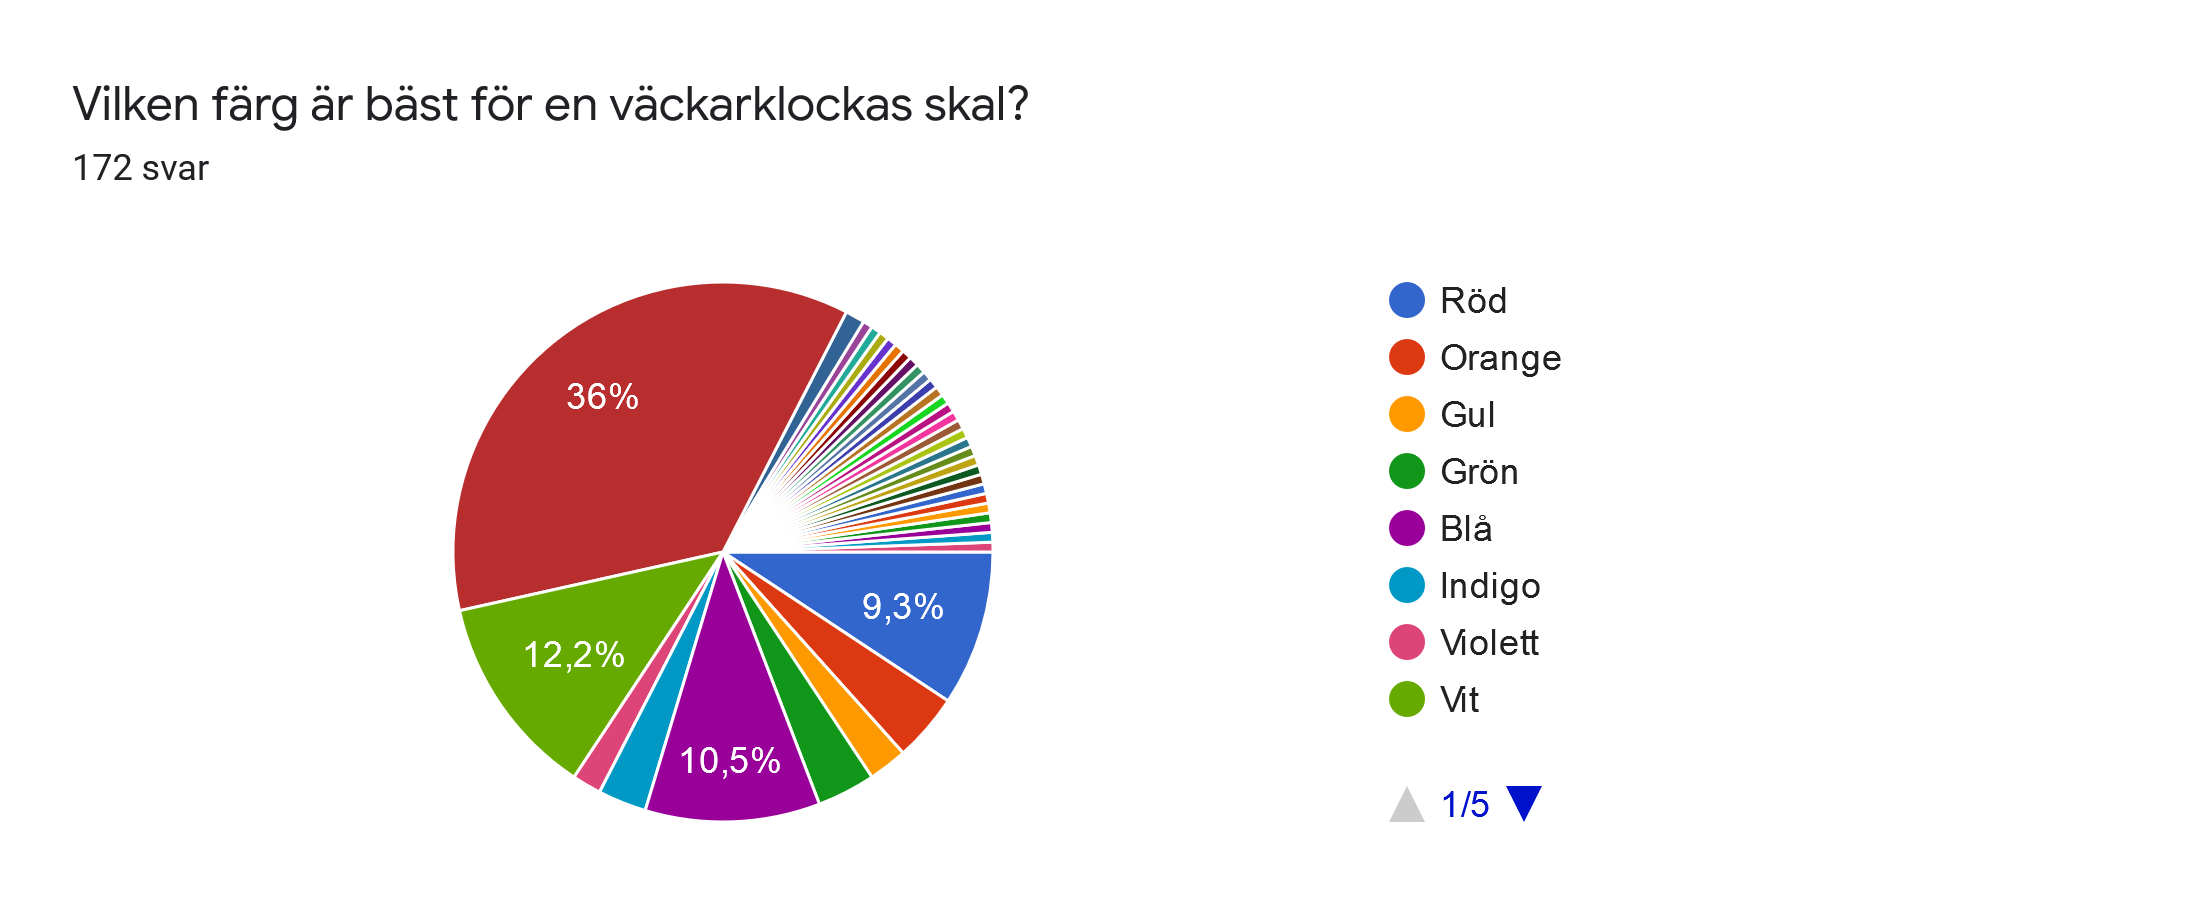 Vilken färg är bäst för en väckarklockas skal?
172 svar
36%
9,3%
12,2%
10,5%
Röd
Orange
Gul
Grön
Blå
Indigo
Violett
Vit
1/5